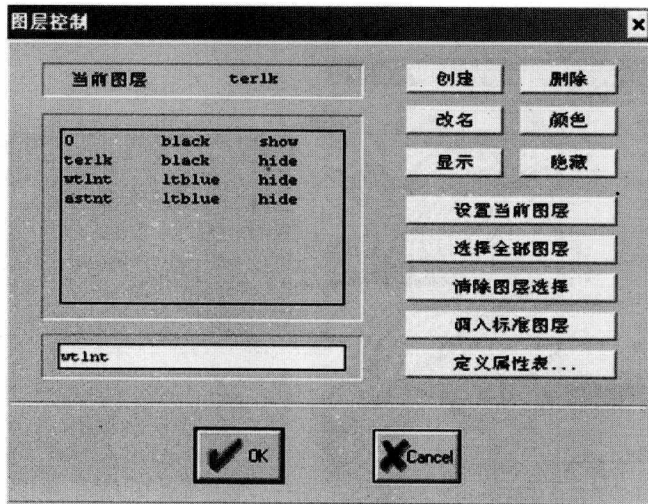 图层控制
当前图层 terlk
0 black show
terlk black hide
wtlnt ltblue hide
astnt ltblue hide
wtlnt
创建 删除
改名 颜色
显示 隐藏
设置当前图层
选择全部图层
清除图层选择
调入标准图层
定义属性表...
OK Cancel